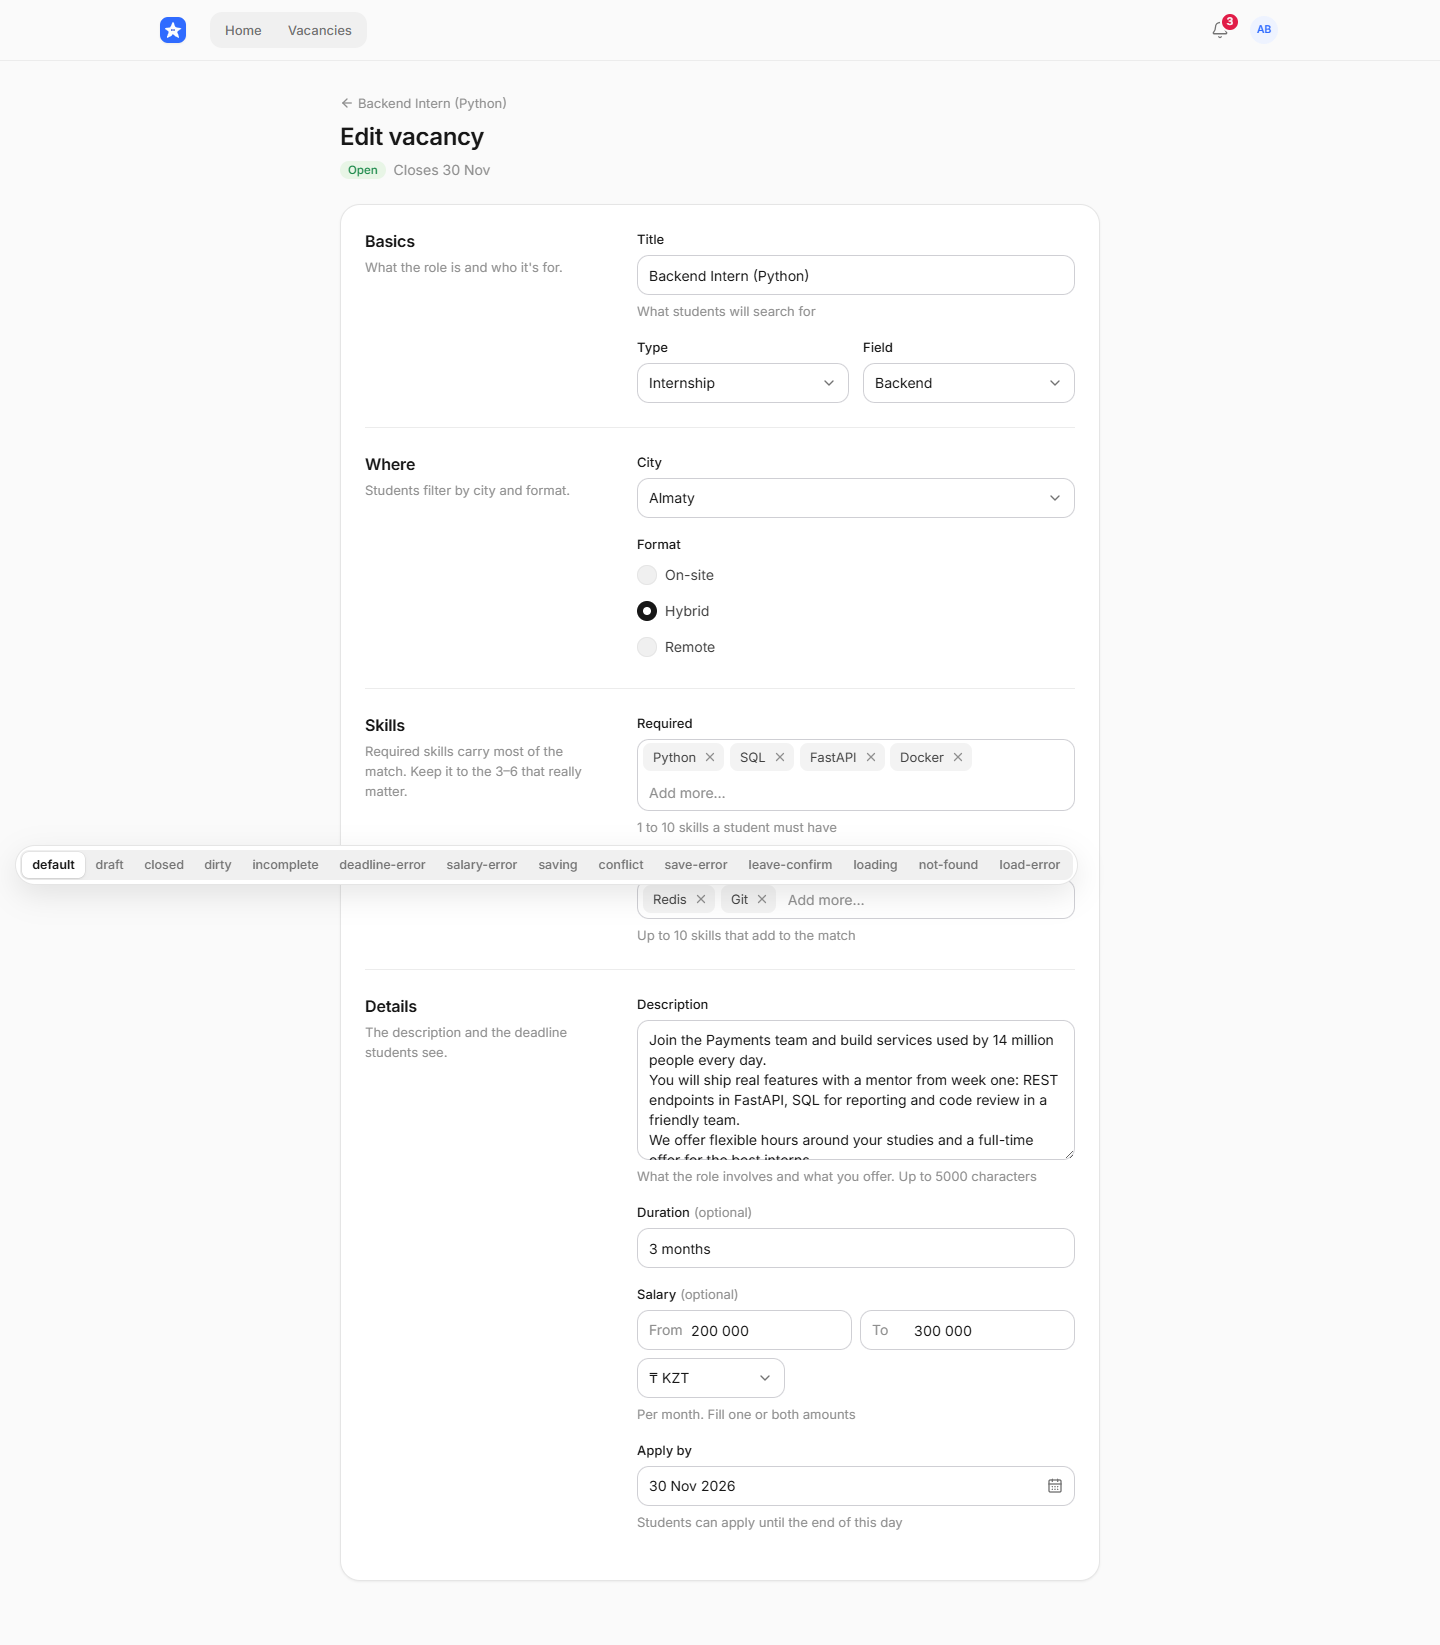 Home
Vacancies
3
AB
Backend Intern (Python)
Edit vacancy
Open
Closes 30 Nov
Basics
What the role is and who it's for.
Title
Backend Intern (Python)
What students will search for
Type
Field
Internship
Backend
Where
Students filter by city and format.
City
Almaty
Format
On-site
Hybrid
Remote
Skills
Required skills carry most of the
match. Keep it to the 3–6 that really
matter.
Required
Python
SQL
FastAPI
Docker
Add more...
1 to 10 skills a student must have
default
draft
closed
dirty
incomplete
deadline-error
salary-error
saving
conflict
save-error
leave-confirm
loading
not-found
load-error
Redis
Git
Add more...
Up to 10 skills that add to the match
Details
The description and the deadline
students see.
Description
Join the Payments team and build services used by 14 million
people every day.
You will ship real features with a mentor from week one: REST
endpoints in FastAPI, SQL for reporting and code review in a
friendly team.
We offer flexible hours around your studies and a full-time
offer for the best interns
What the role involves and what you offer. Up to 5000 characters
Duration (optional)
3 months
Salary (optional)
From 200 000
To 300 000
₸ KZT
Per month. Fill one or both amounts
Apply by
30 Nov 2026
Students can apply until the end of this day